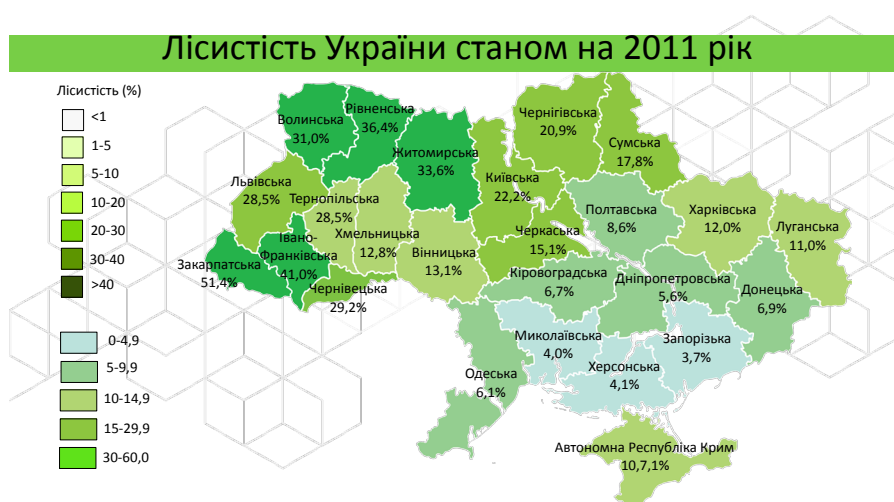 Лісистість України станом на 2011 рік
Лісистість (%)
<1
1-5
5-10
10-20
20-30
30-40
>40
0-4,9
5-9,9
10-14,9
15-29,9
30-60,0
Волинська
31,0%
Рівненська
36,4%
Житомирська
33,6%
Чернігівська
20,9%
Сумська
17,8%
Київська
22,2%
Львівська
28,5%
Тернопільська
28,5%
Хмельницька
12,8%
Вінницька
13,1%
Черкаська
15,1%
Полтавська
8,6%
Харківська
12,0%
Луганська
11,0%
Закарпатська
51,4%
Івано-
Франківська
41,0%
Чернівецька
29,2%
Кіровоградська
6,7%
Дніпропетровська
5,6%
Донецька
6,9%
Миколаївська
4,0%
Запорізька
3,7%
Херсонська
4,1%
Одеська
6,1%
Автономна Республіка Крим
10,7,1%